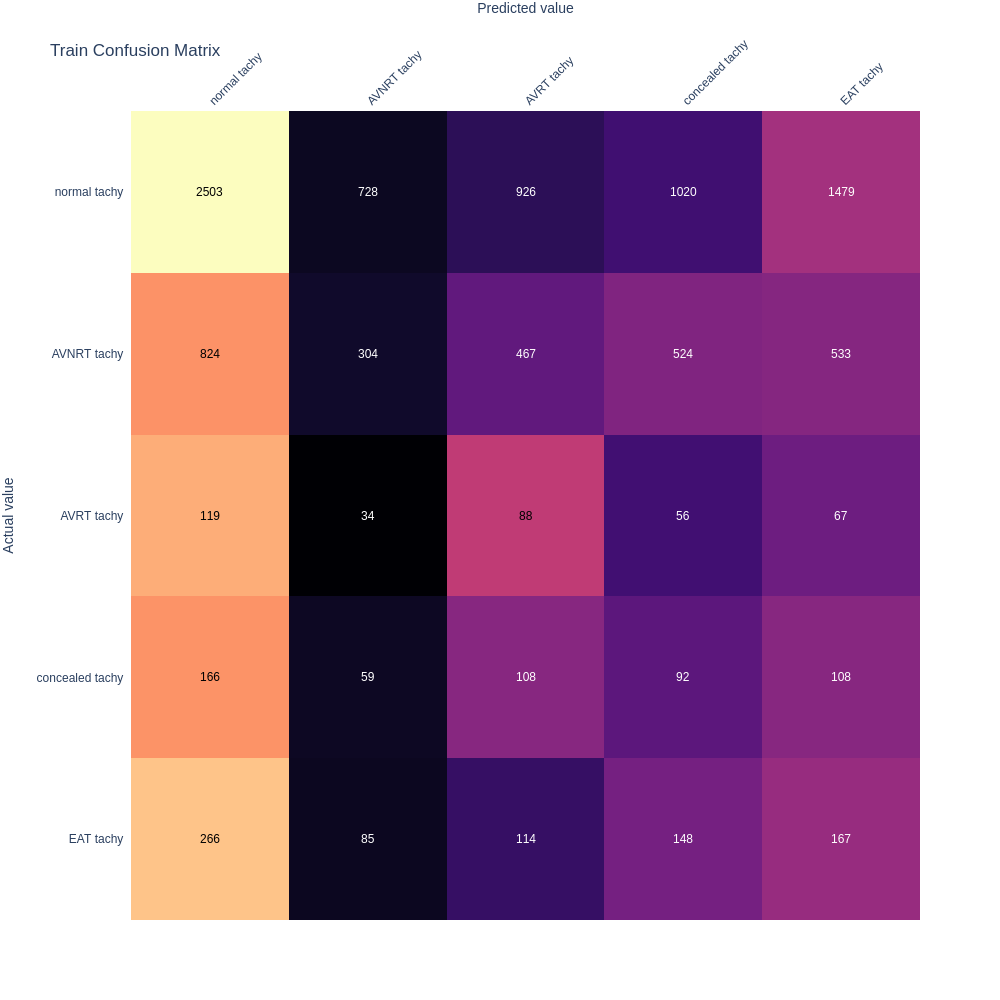 Predicted value
Train Confusion Matrix
normal tachy
AVNRT tachy
AVRT tachy
concealed tachy
EAT tachy
normal tachy 2503 728 926 1020 1479
AVNRT tachy 824 304 467 524 533
AVRT tachy 119 34 88 56 67
concealed tachy 166 59 108 92 108
EAT tachy 266 85 114 148 167
Actual value